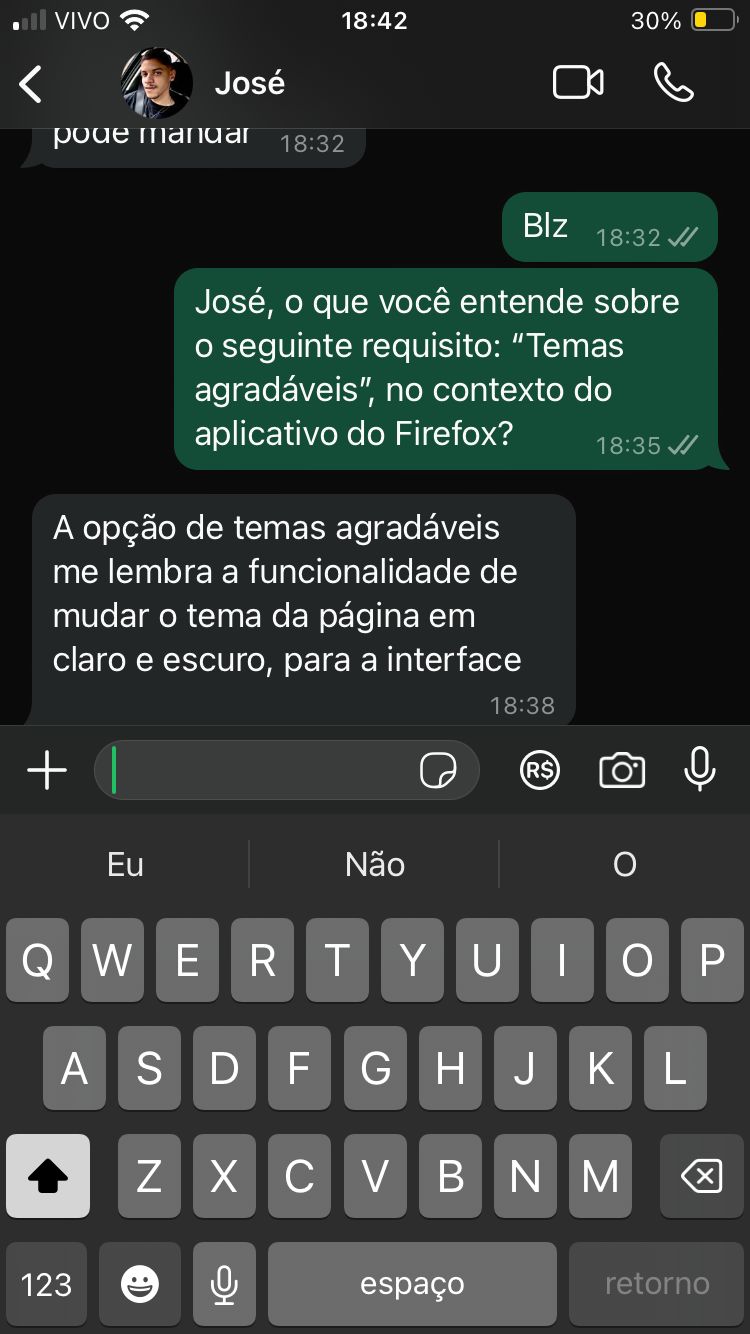 VIVO 18:42 30%
José
pode mandar 18:32
Blz 18:32
José, o que você entende sobre
o seguinte requisito: “Temas
agradáveis”, no contexto do
aplicativo do Firefox? 18:35
A opção de temas agradáveis
me lembra a funcionalidade de
mudar o tema da página em
claro e escuro, para a interface
18:38
R$
Eu Não O
Q W E R T Y U I O P
A S D F G H J K L
Z X C V B N M
123 espaço retorno